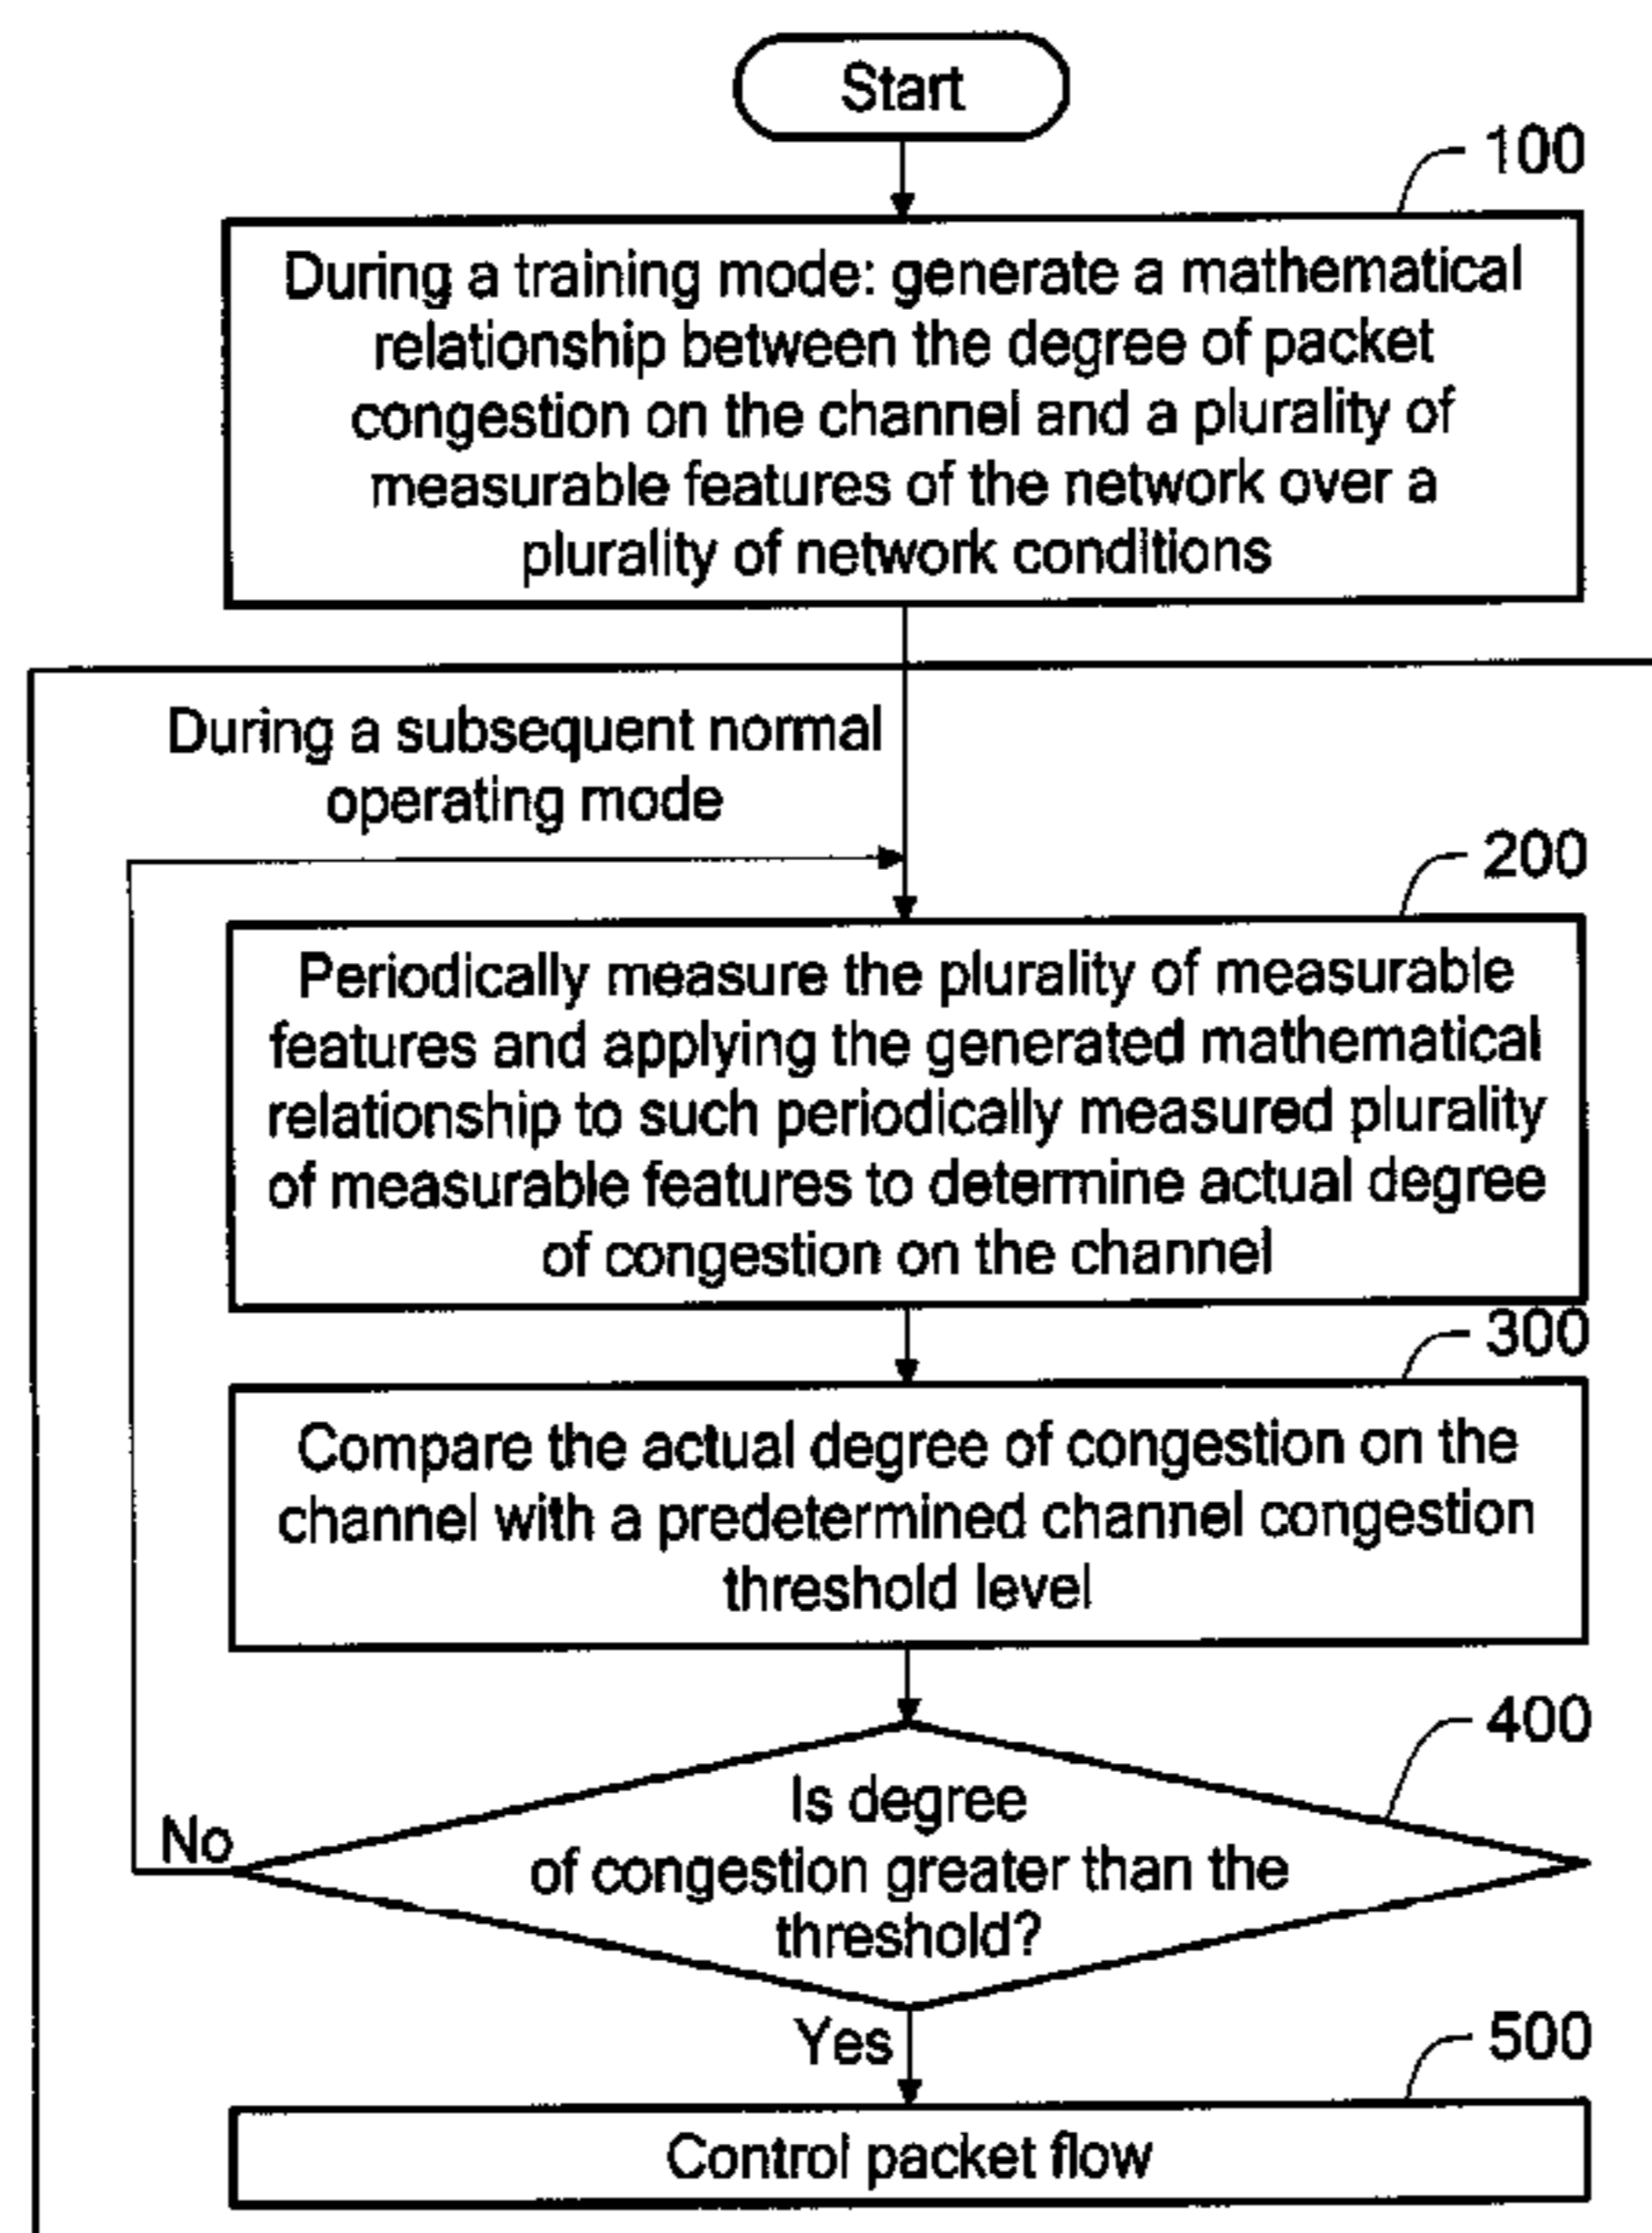 Start
100
During a training mode: generate a mathematical
relationship between the degree of packet
congestion on the channel and a plurality of
measurable features of the network over a
plurality of network conditions
During a subsequent normal
operating mode
200
Periodically measure the plurality of measurable
features and applying the generated mathematical
relationship to such periodically measured plurality
of measurable features to determine actual degree
of congestion on the channel
300
Compare the actual degree of congestion on the
channel with a predetermined channel congestion
threshold level
400
Is degree
of congestion greater than the
threshold?
No
Yes
500
Control packet flow